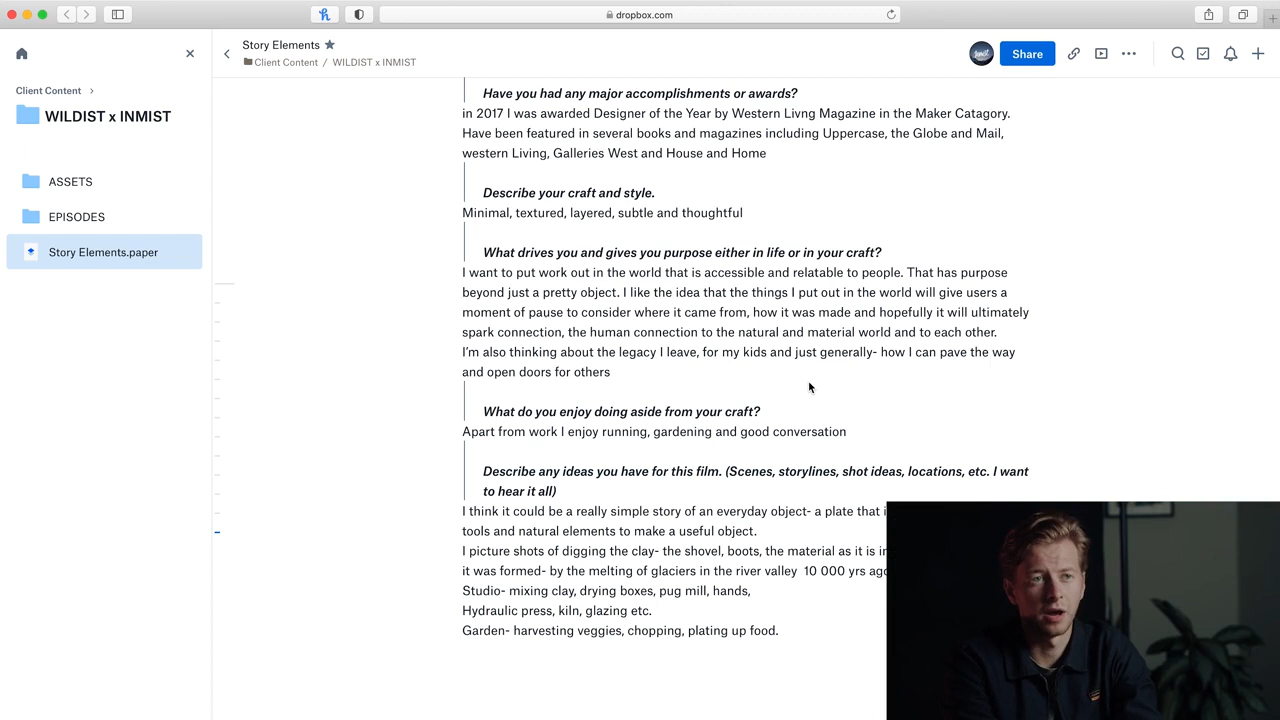 dropbox.com
Story Elements
Client Content / WILDIST x INMIST
Share
Client Content
WILDIST x INMIST
ASSETS
EPISODES
Story Elements.paper
Have you had any major accomplishments or awards?
in 2017 I was awarded Designer of the Year by Western Livng Magazine in the Maker Catagory.
Have been featured in several books and magazines including Uppercase, the Globe and Mail,
western Living, Galleries West and House and Home
Describe your craft and style.
Minimal, textured, layered, subtle and thoughtful
What drives you and gives you purpose either in life or in your craft?
I want to put work out in the world that is accessible and relatable to people. That has purpose
beyond just a pretty object. I like the idea that the things I put out in the world will give users a
moment of pause to consider where it came from, how it was made and hopefully it will ultimately
spark connection, the human connection to the natural and material world and to each other.
I'm also thinking about the legacy I leave, for my kids and just generally- how I can pave the way
and open doors for others
What do you enjoy doing aside from your craft?
Apart from work I enjoy running, gardening and good conversation
Describe any ideas you have for this film. (Scenes, storylines, shot ideas, locations, etc. I want
to hear it all)
I think it could be a really simple story of an everyday object- a plate that
tools and natural elements to make a useful object.
I picture shots of digging the clay- the shovel, boots, the material as it is
it was formed- by the melting of glaciers in the river valley 10 000 yrs
Studio- mixing clay, drying boxes, pug mill, hands,
Hydraulic press, kiln, glazing etc.
Garden- harvesting veggies, chopping, plating up food.